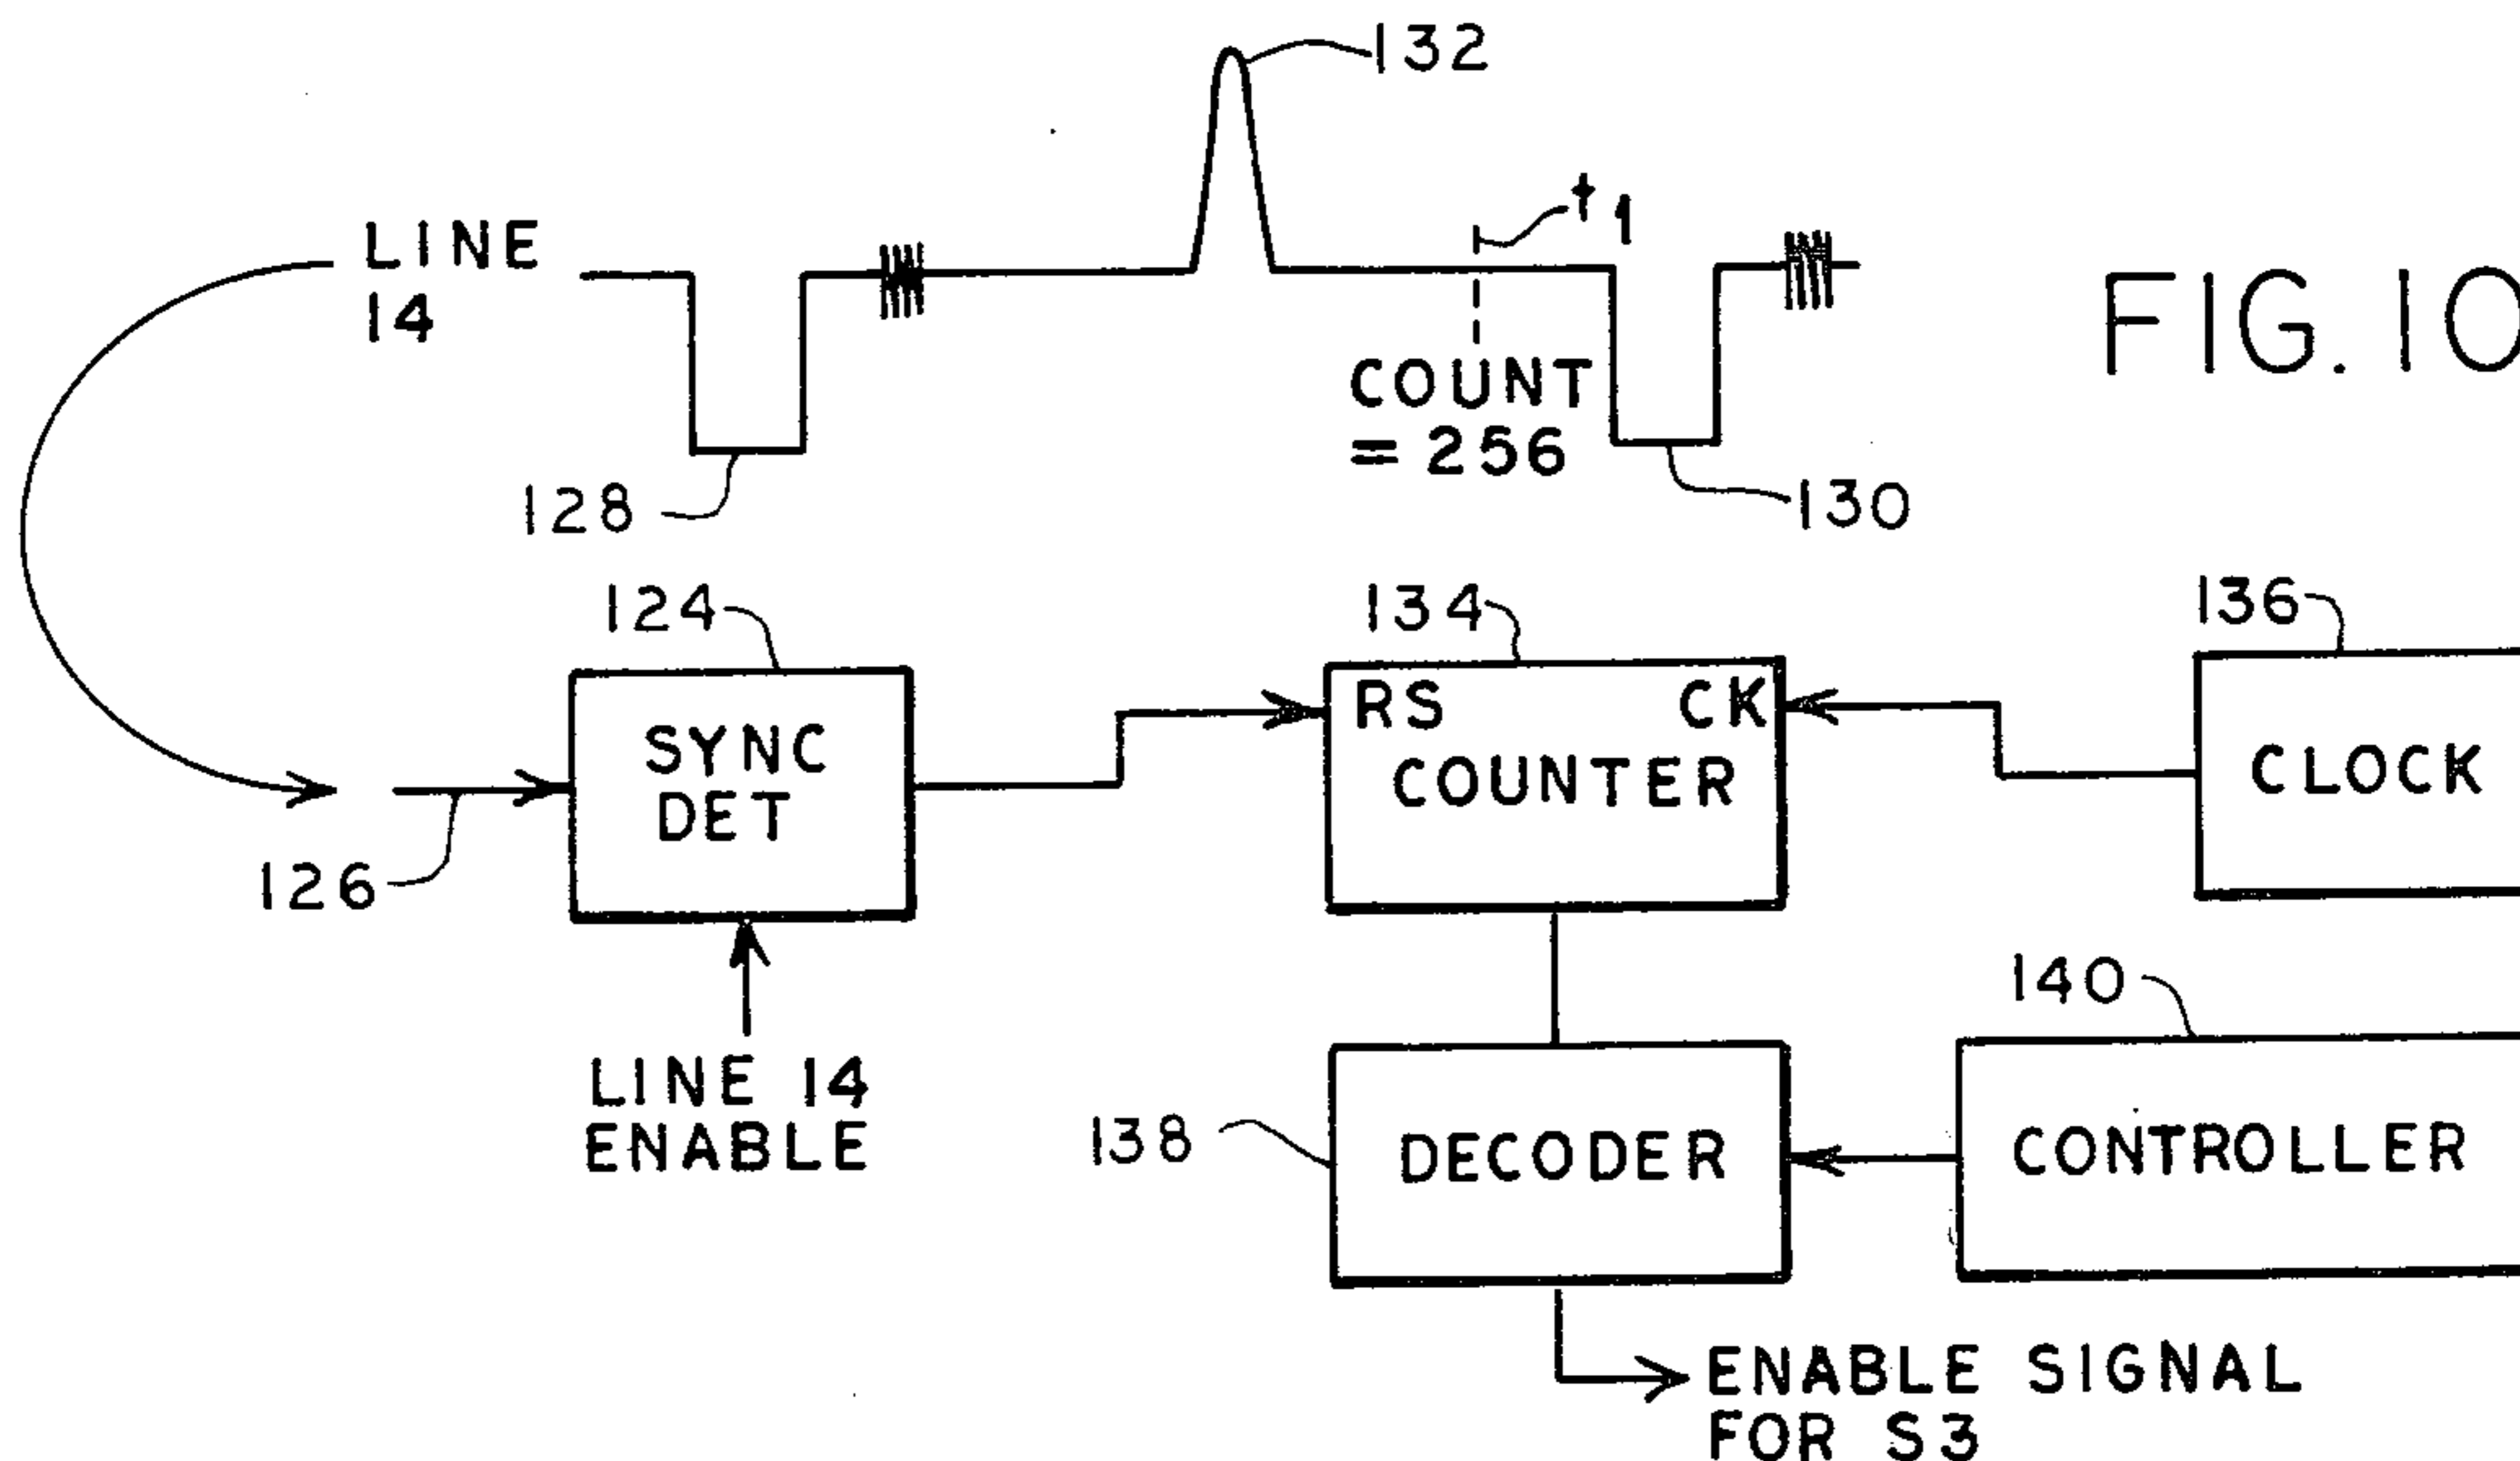 132
t1
LINE
14
FIG. 10
COUNT
= 256
128
130
124
134
136
RS CK
SYNC
DET
COUNTER
CLOCK
126
140
LINE 14
ENABLE
138
DECODER
CONTROLLER
ENABLE SIGNAL
FOR S3